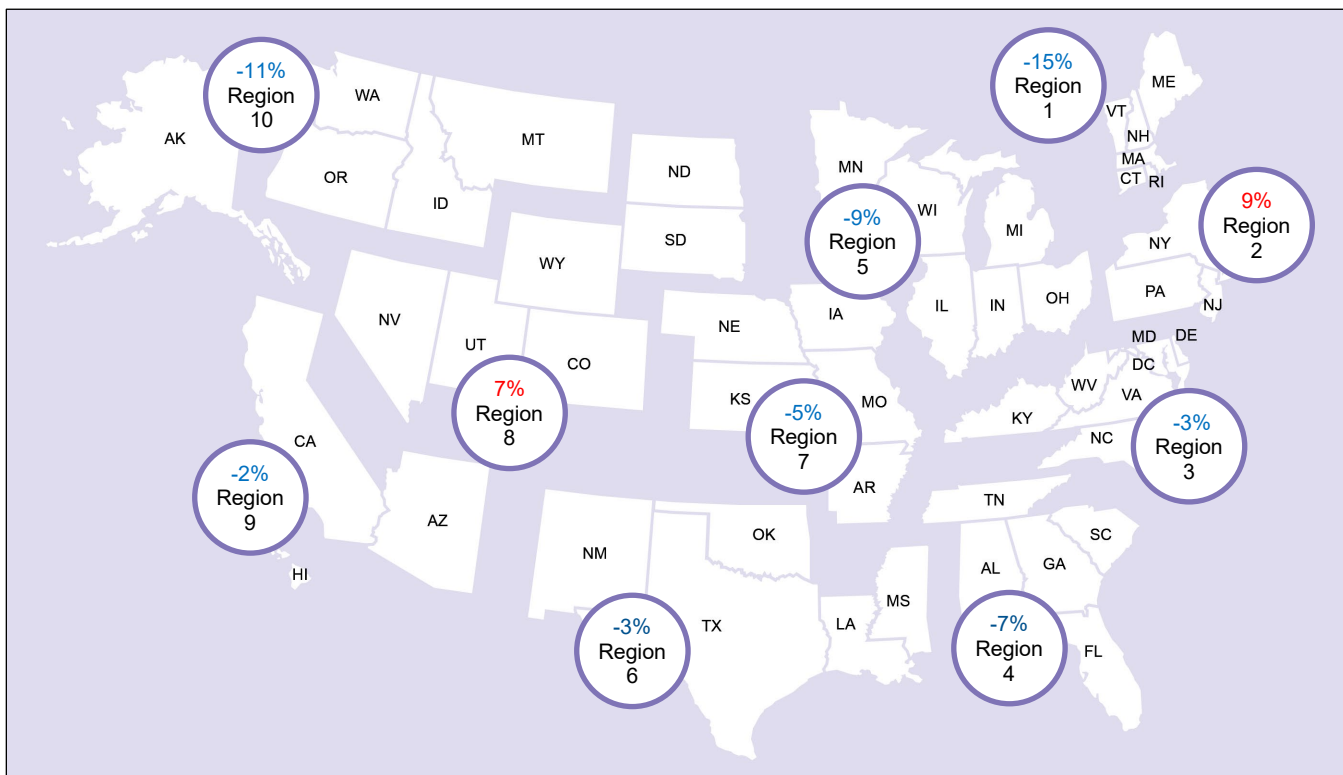 -11%
Region
10
-15%
Region
1
ME
WA
VT
AK
MT
NH
MN
MA
ND
OR
CT
RI
ID
9%
Region
2
-9%
Region
5
WI
MI
NY
SD
WY
PA
OH
IL
IN
NJ
NV
NE
IA
MD
DE
UT
CO
DC
WV
VA
7%
Region
8
KS
MO
-5%
Region
7
KY
NC
-3%
Region
3
CA
-2%
Region
9
AR
TN
AZ
OK
SC
NM
AL
GA
HI
MS
-3%
Region
6
TX
LA
-7%
Region
4
FL